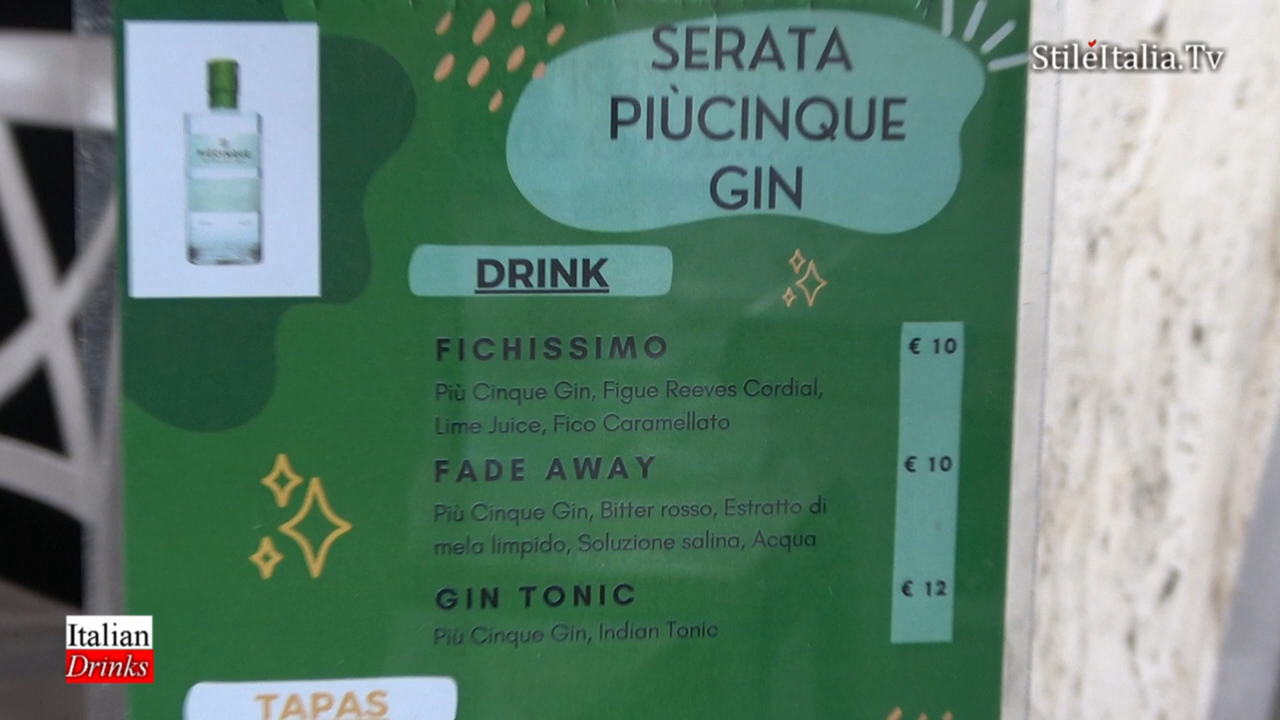 StiléItalia.Tv
SERATA
PIÙCINQUE
GIN
DRINK
FICHISSIMO
€ 10
Più Cinque Gin, Figue Reeves Cordial,
Lime Juice, Fico Caramellato
FADE AWAY
€ 10
Più Cinque Gin, Bitter rosso, Estratto di
mela limpido, Soluzione salina, Acqua
GIN TONIC
€ 12
Più Cinque Gin, Indian Tonic
Italian
Drinks
TAPAS